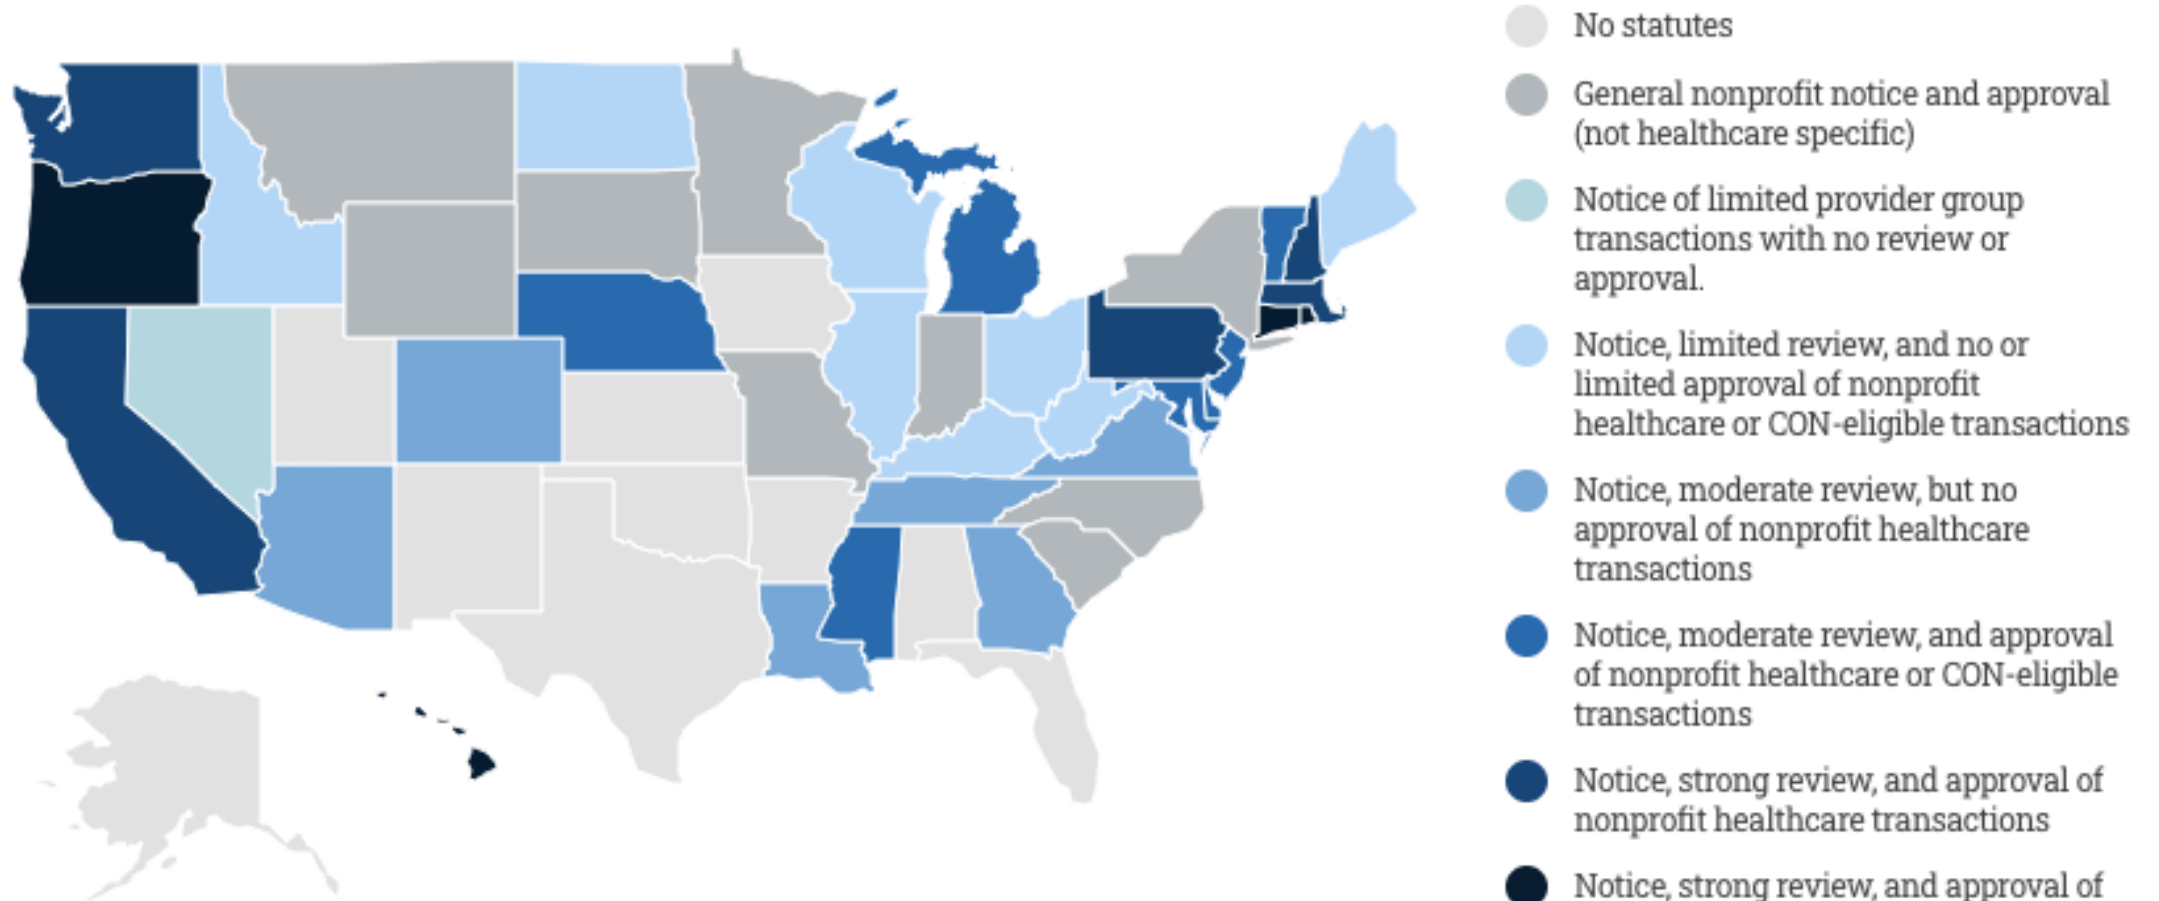 No statutes
General nonprofit notice and approval
(not healthcare specific)
Notice of limited provider group
transactions with no review or
approval.
Notice, limited review, and no or
limited approval of nonprofit
healthcare or CON-eligible transactions
Notice, moderate review, but no
approval of nonprofit healthcare
transactions
Notice, moderate review, and approval
of nonprofit healthcare or CON-eligible
transactions
Notice, strong review, and approval of
nonprofit healthcare transactions
Notice, strong review, and approval of